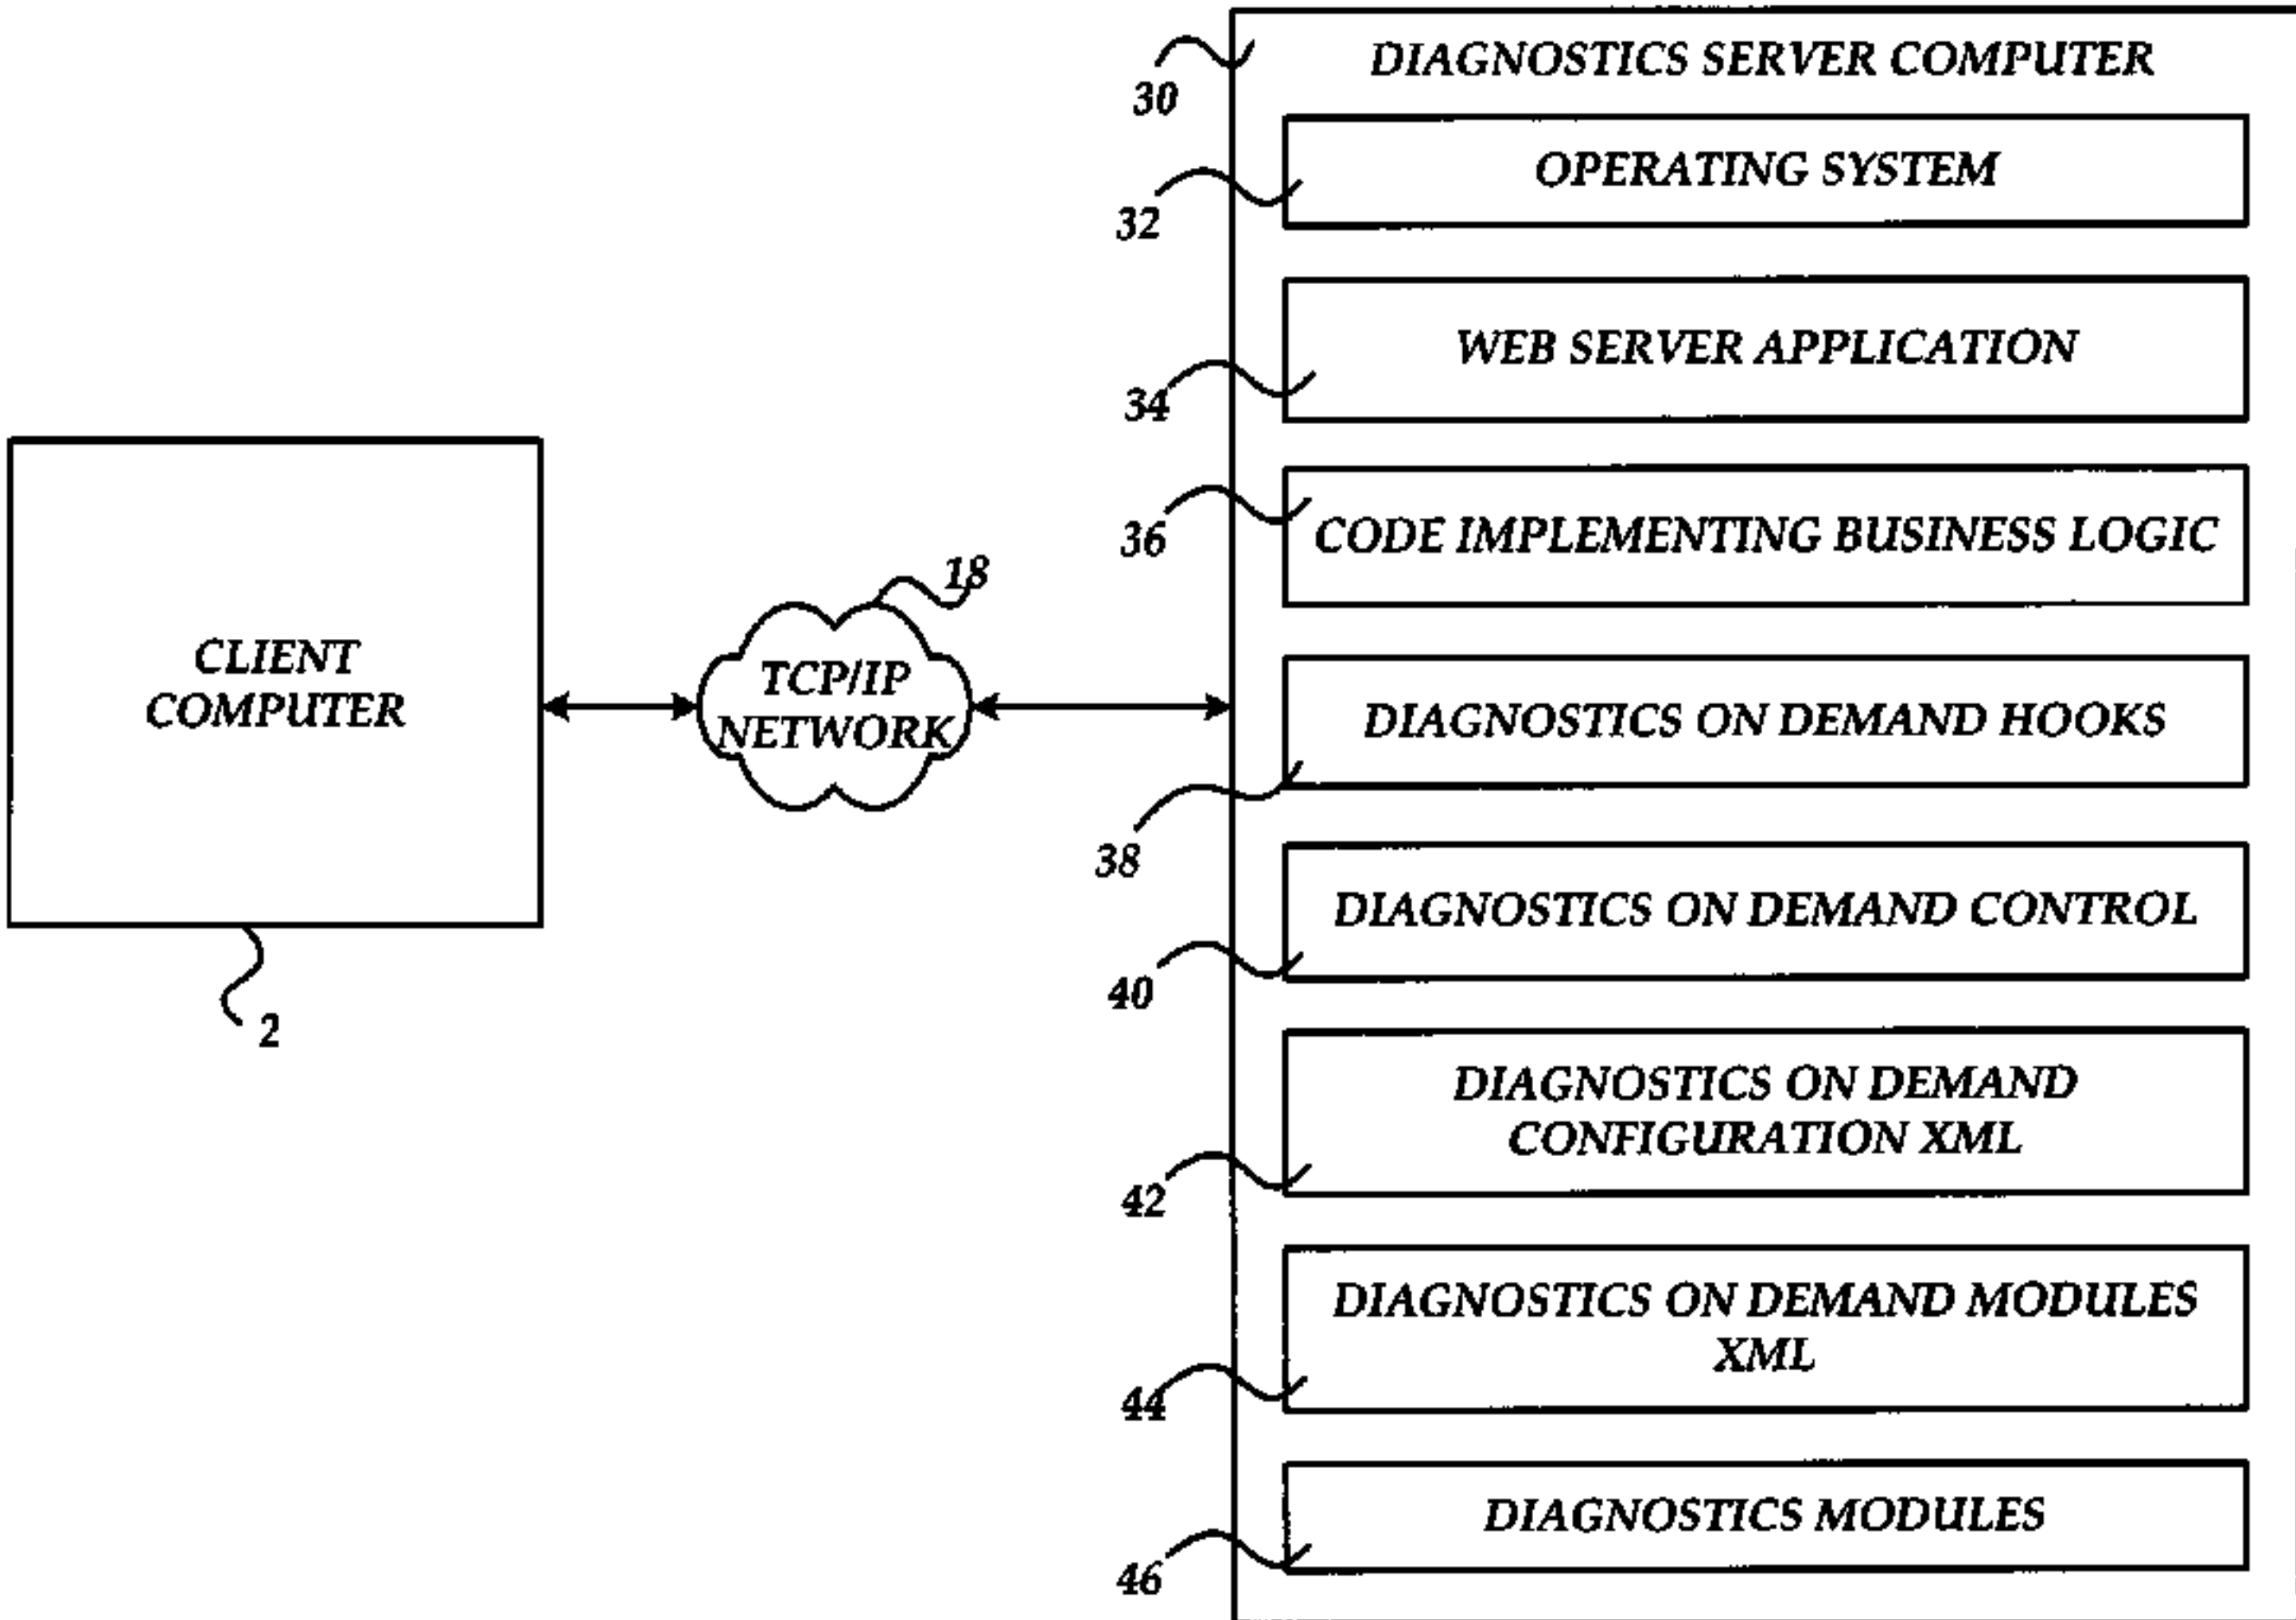 DIAGNOSTICS SERVER COMPUTER
30
OPERATING SYSTEM
32
WEB SERVER APPLICATION
34
CODE IMPLEMENTING BUSINESS LOGIC
36
CLIENT
COMPUTER
2
18
TCP/IP
NETWORK
DIAGNOSTICS ON DEMAND HOOKS
38
DIAGNOSTICS ON DEMAND CONTROL
40
DIAGNOSTICS ON DEMAND
CONFIGURATION XML
42
DIAGNOSTICS ON DEMAND MODULES
XML
44
DIAGNOSTICS MODULES
46